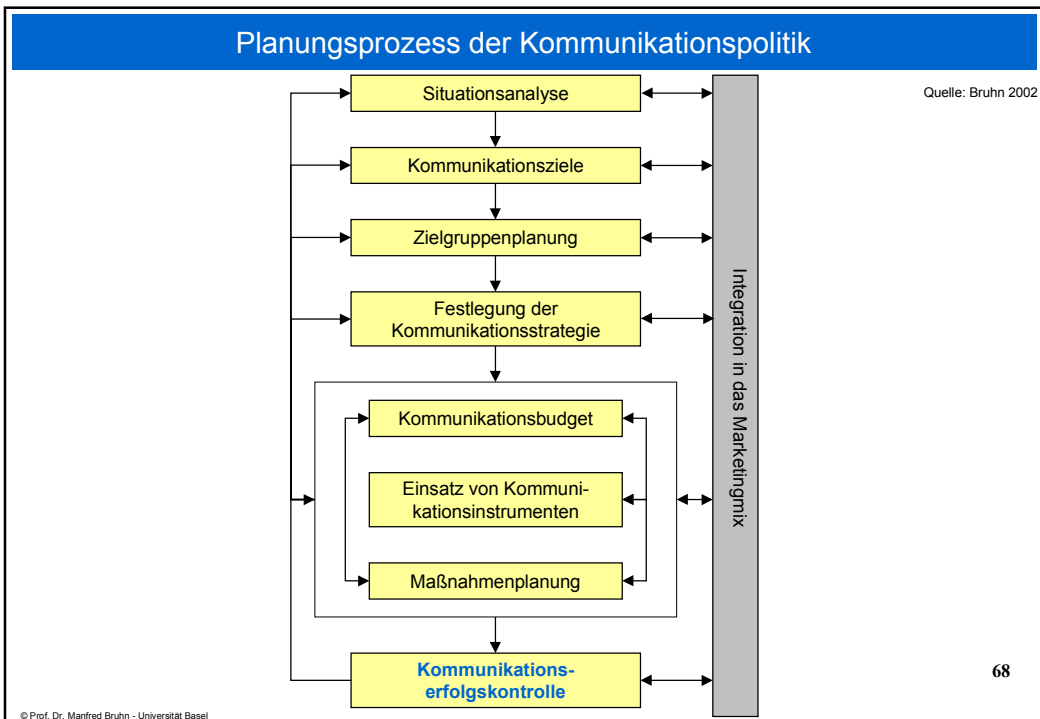 Planungsprozess der Kommunikationspolitik
Quelle: Bruhn 2002
Situationsanalyse
Kommunikationsziele
Zielgruppenplanung
Festlegung der
Kommunikationsstrategie
Kommunikationsbudget
Einsatz von Kommuni-
kationsinstrumenten
Maßnahmenplanung
Kommunikations-
erfolgskontrolle
Integration in das Marketingmix
68
© Prof. Dr. Manfred Bruhn - Universität Basel